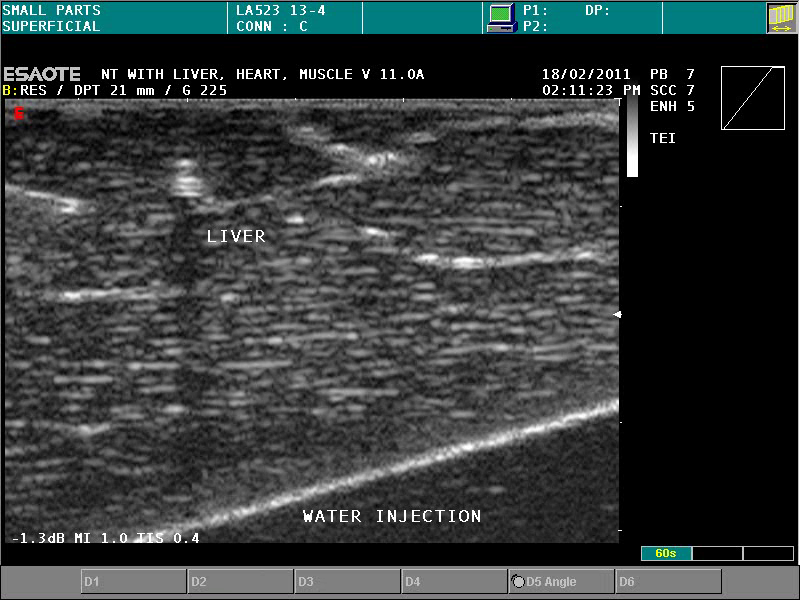 SMALL PARTS
SUPERFICIAL
LA523 13-4
CONN : C
P1: DP:
P2:
ESAOTE NT WITH LIVER, HEART, MUSCLE V 11.0A 18/02/2011 PB 7
B:RES / DPT 21 mm / G 225 02:11:23 PM SCC 7
ENH 5
TEI
LIVER
WATER INJECTION
-1.3dB MI 1.0 TIS 0.4
60s
D1 D2 D3 D4 D5 Angle D6